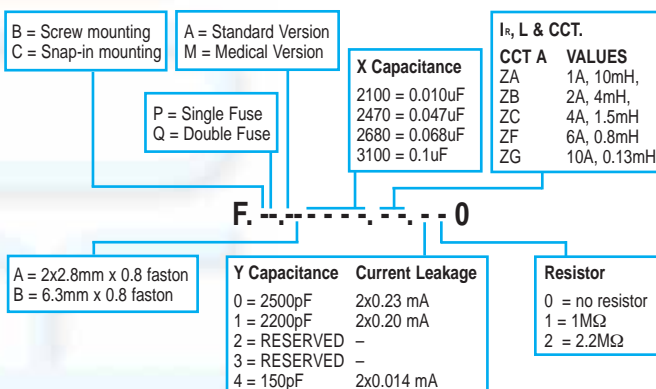 B = Screw mounting
C = Snap-in mounting
A = Standard Version
M = Medical Version
P = Single Fuse
Q = Double Fuse
X Capacitance
2100 = 0.010uF
2470 = 0.047uF
2680 = 0.068uF
3100 = 0.1uF
IR, L & CCT.
CCT A VALUES
ZA 1A, 10mH,
ZB 2A, 4mH,
ZC 4A, 1.5mH
ZF 6A, 0.8mH
ZG 10A, 0.13mH
F. --.-- - - - -. - -. - - 0
A = 2x2.8mm x 0.8 faston
B = 6.3mm x 0.8 faston
Y Capacitance Current Leakage
0 = 2500pF 2x0.23 mA
1 = 2200pF 2x0.20 mA
2 = RESERVED –
3 = RESERVED –
4 = 150pF 2x0.014 mA
Resistor
0 = no resistor
1 = 1MΩ
2 = 2.2MΩ